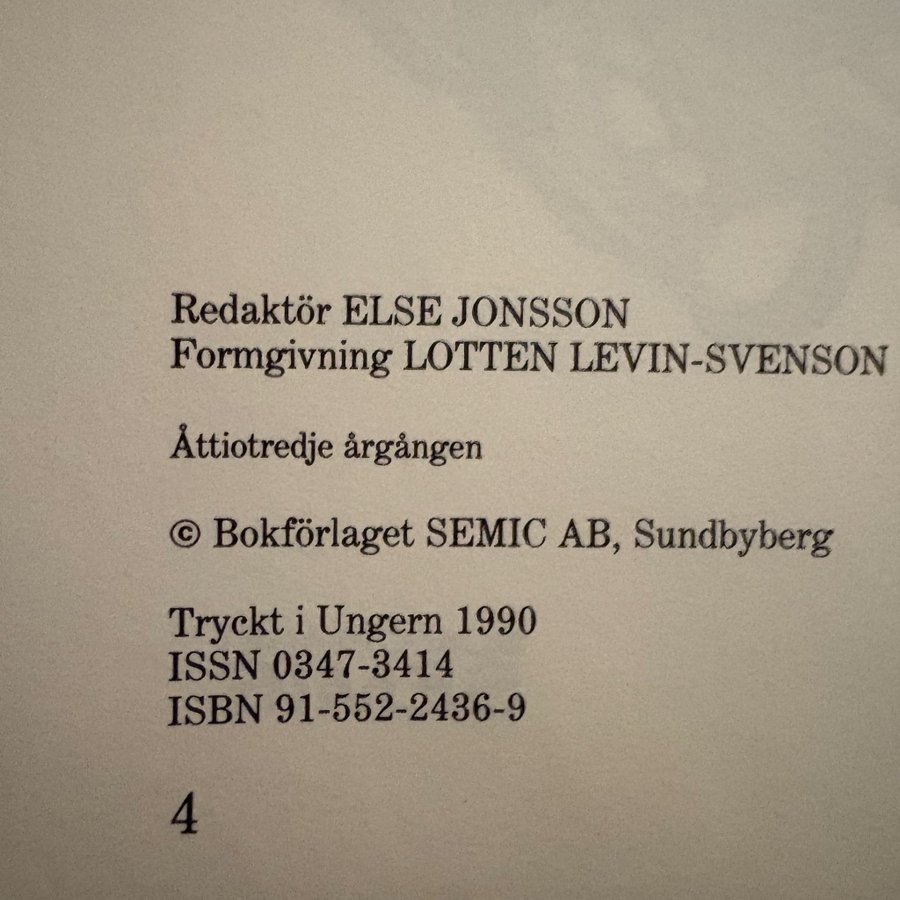 Redaktör ELSE JONSSON
Formgivning LOTTEN LEVIN-SVENSON
Åttiotredje årgången
© Bokförlaget SEMIC AB, Sundbyberg
Tryckt i Ungern 1990
ISSN 0347-3414
ISBN 91-552-2436-9
4